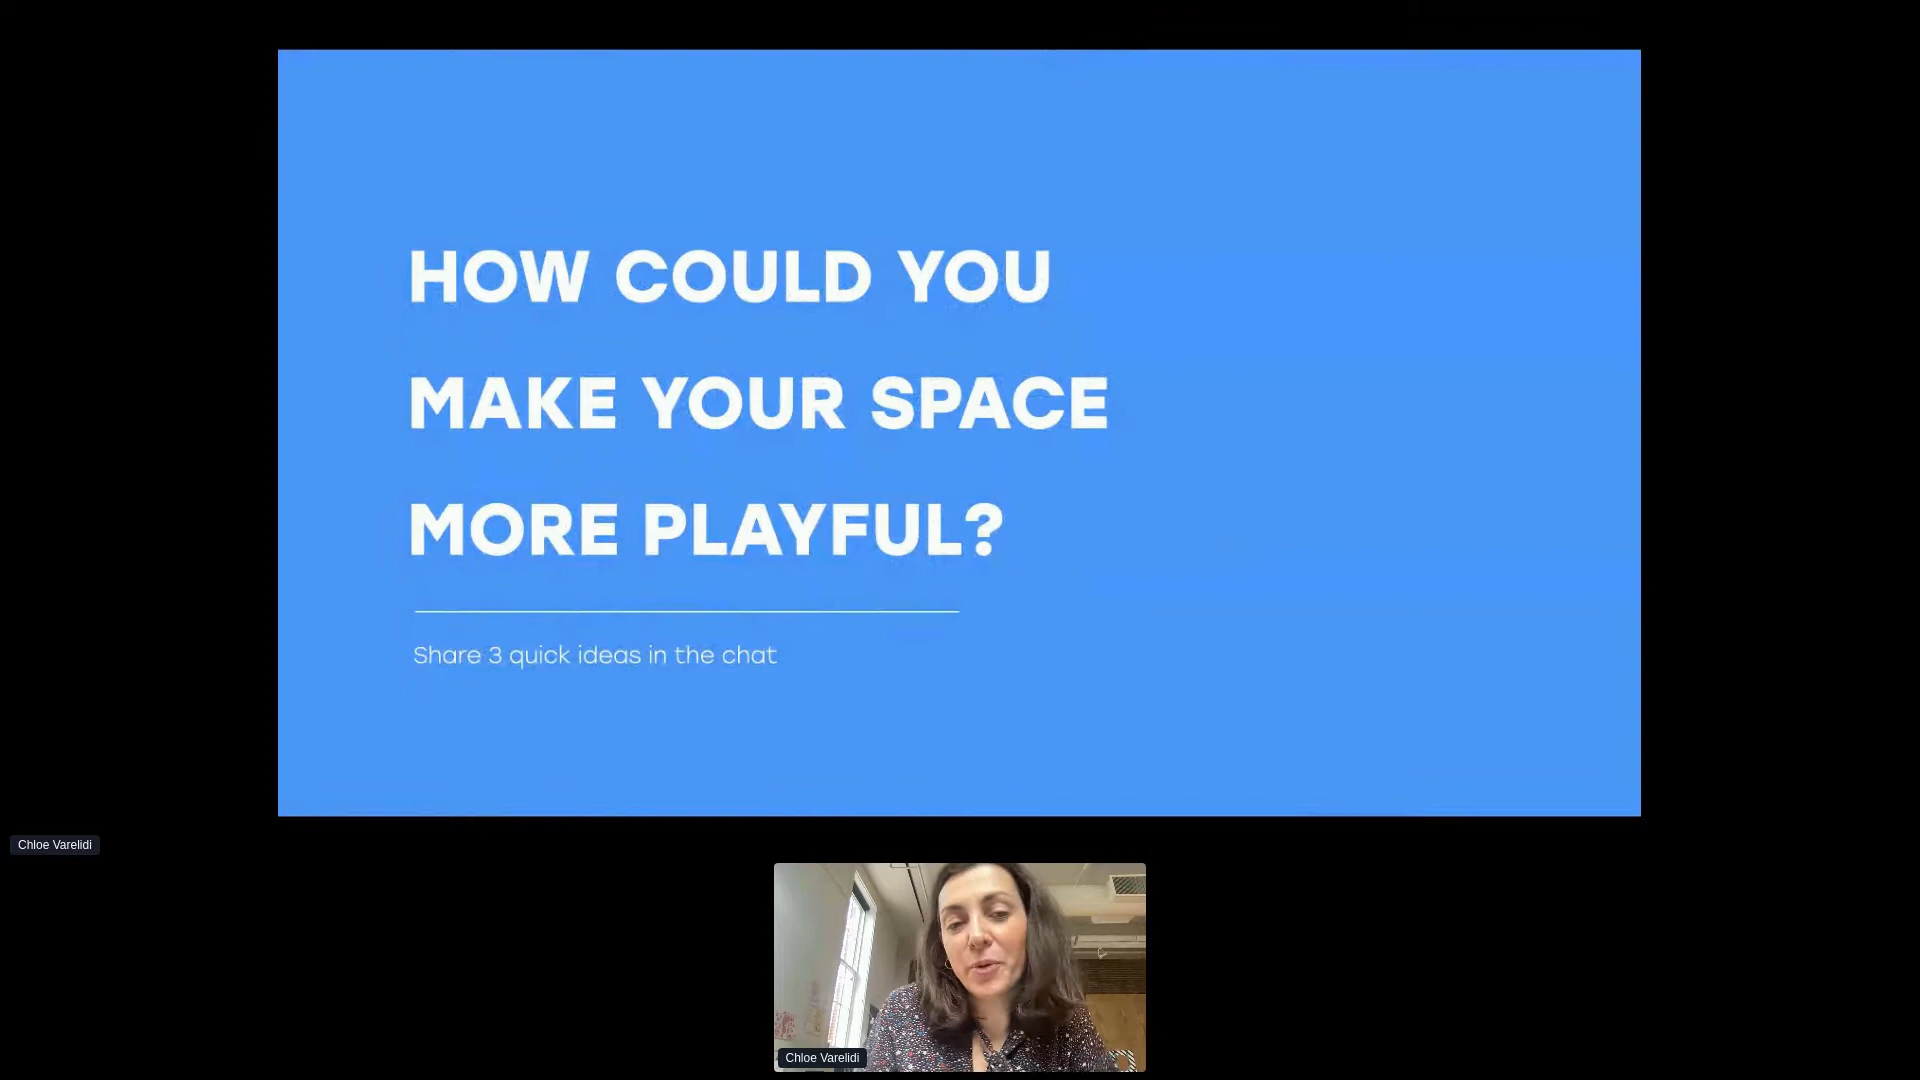 HOW COULD YOU
MAKE YOUR SPACE
MORE PLAYFUL?
Share 3 quick ideas in the chat
Chloe Varelidi
Chloe Varelidi